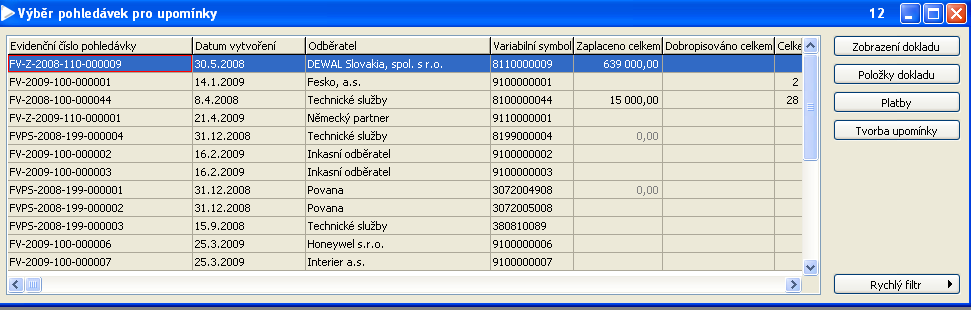 Výběr pohledávek pro upomínky 12
Evidenční číslo pohledávky Datum vytvoření Odběratel Variabilní symbol Zaplaceno celkem Dobropisováno celkem Celke
FV-Z-2008-110-000009 30.5.2008 DEWAL Slovakia, spol. s r.o. 8110000009 639 000,00
FV-2009-100-000001 14.1.2009 Fesko, a.s. 9100000001 2
FV-2008-100-000044 8.4.2008 Technické služby 8100000044 15 000,00 28
FV-Z-2009-110-000001 21.4.2009 Německý partner 9110000001
FVPS-2008-199-000004 31.12.2008 Technické služby 8199000004 0,00
FV-2009-100-000002 16.2.2009 Inkasní odběratel 9100000002
FV-2009-100-000003 16.2.2009 Inkasní odběratel 9100000003
FVPS-2008-199-000001 31.12.2008 Povana 3072004908 0,00
FVPS-2008-199-000002 31.12.2008 Povana 3072005008
FVPS-2008-199-000003 15.9.2008 Technické služby 380810089
FV-2009-100-000006 25.3.2009 Honeywel s.r.o. 9100000006
FV-2009-100-000007 25.3.2009 Interier a.s. 9100000007
Zobrazení dokladu
Položky dokladu
Platby
Tvorba upomínky
Rychlý filtr